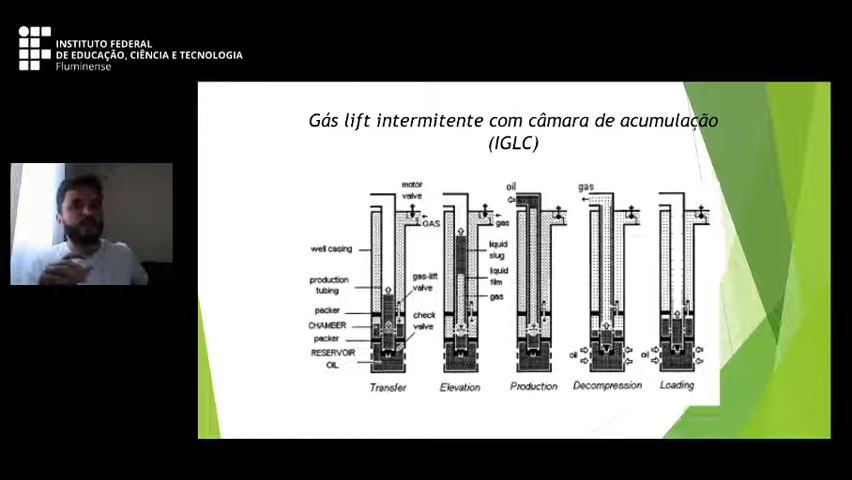 INSTITUTO FEDERAL
DE EDUCAÇÃO, CIÊNCIA E TECNOLOGIA
Fluminense
Gás lift intermitente com câmara de acumulação
(IGLC)
motor
valve
GAS
well casing
production
tubing
gas-lift
valve
packer
CHAMBER
check
valve
packer
RESERVOIR
OIL
Transfer
gas
liquid
slug
liquid
film
gas
Elevation
oil
Production
gas
oil
Decompression
oil
Loading